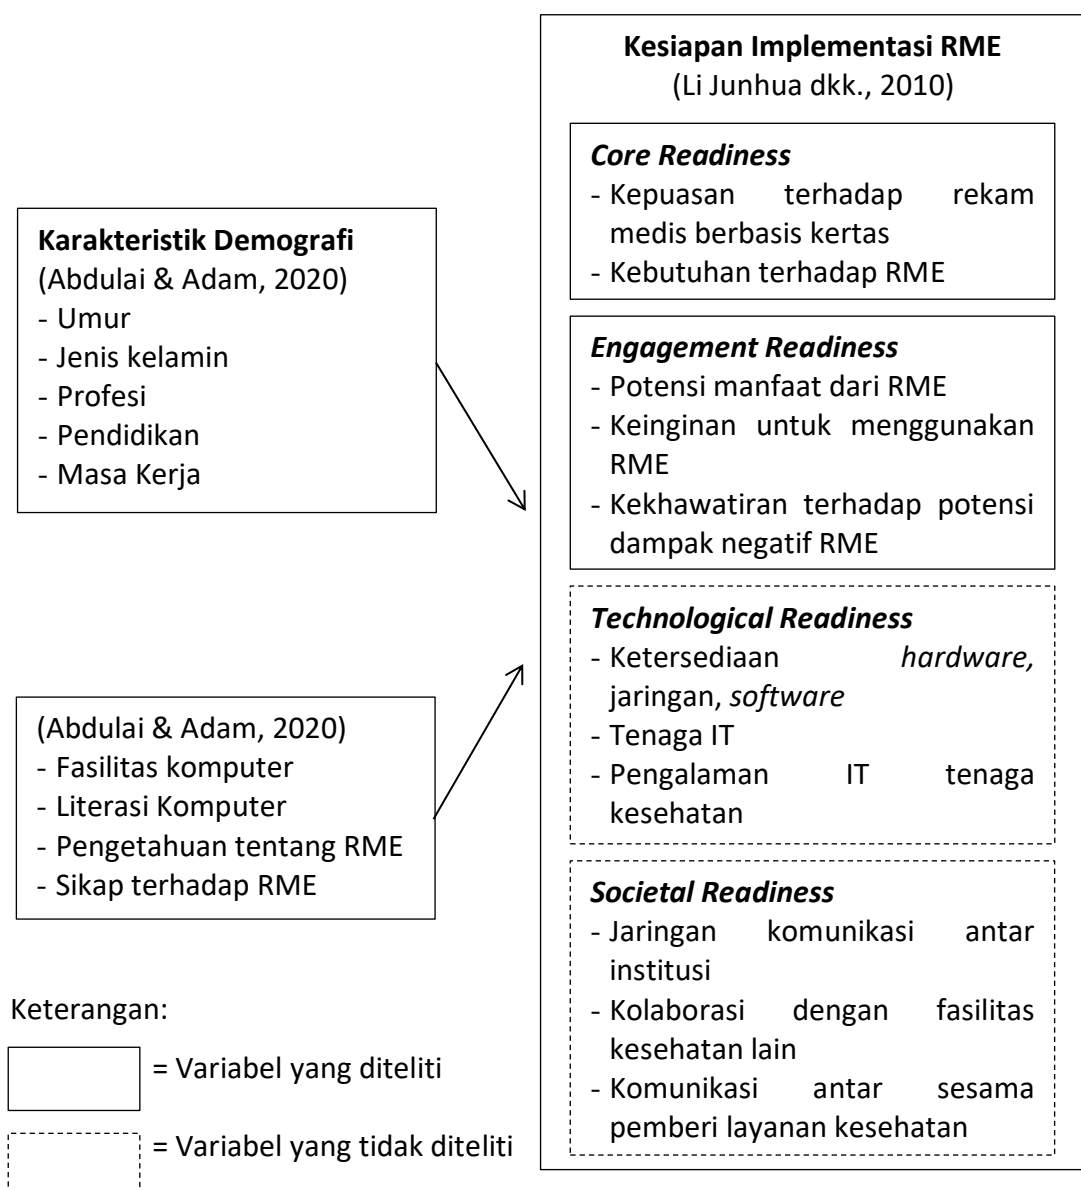 Kesiapan Implementasi RME
(Li Junhua dkk., 2010)
Core Readiness
- Kepuasan terhadap rekam
medis berbasis kertas
- Kebutuhan terhadap RME
Karakteristik Demografi
(Abdulai & Adam, 2020)
- Umur
- Jenis kelamin
- Profesi
- Pendidikan
- Masa Kerja
Engagement Readiness
- Potensi manfaat dari RME
- Keinginan untuk menggunakan
RME
- Kekhawatiran terhadap potensi
dampak negatif RME
Technological Readiness
- Ketersediaan hardware,
jaringan, software
- Tenaga IT
- Pengalaman IT tenaga
kesehatan
(Abdulai & Adam, 2020)
- Fasilitas komputer
- Literasi Komputer
- Pengetahuan tentang RME
- Sikap terhadap RME
Societal Readiness
- Jaringan komunikasi antar
institusi
- Kolaborasi dengan fasilitas
kesehatan lain
- Komunikasi antar sesama
pemberi layanan kesehatan
Keterangan:
= Variabel yang diteliti
= Variabel yang tidak diteliti